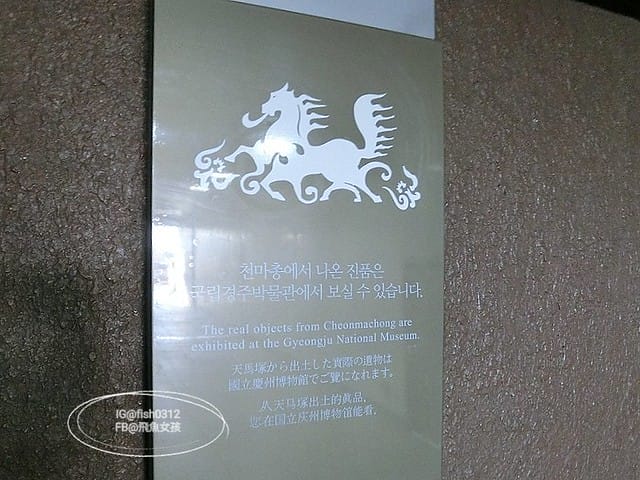 천마총에서 나온 진품은
국립경주박물관에서 보실 수 있습니다.
The real objects from Cheonmachong are
exhibited at the Gyeongju National Museum.
天馬塚から出土した實際の遺物は
國立慶州博物館でご覽になれます。
从天马塚出土的眞品,
您在国立庆州博物馆能看.
IG@fish0312
FB@飛魚女孩